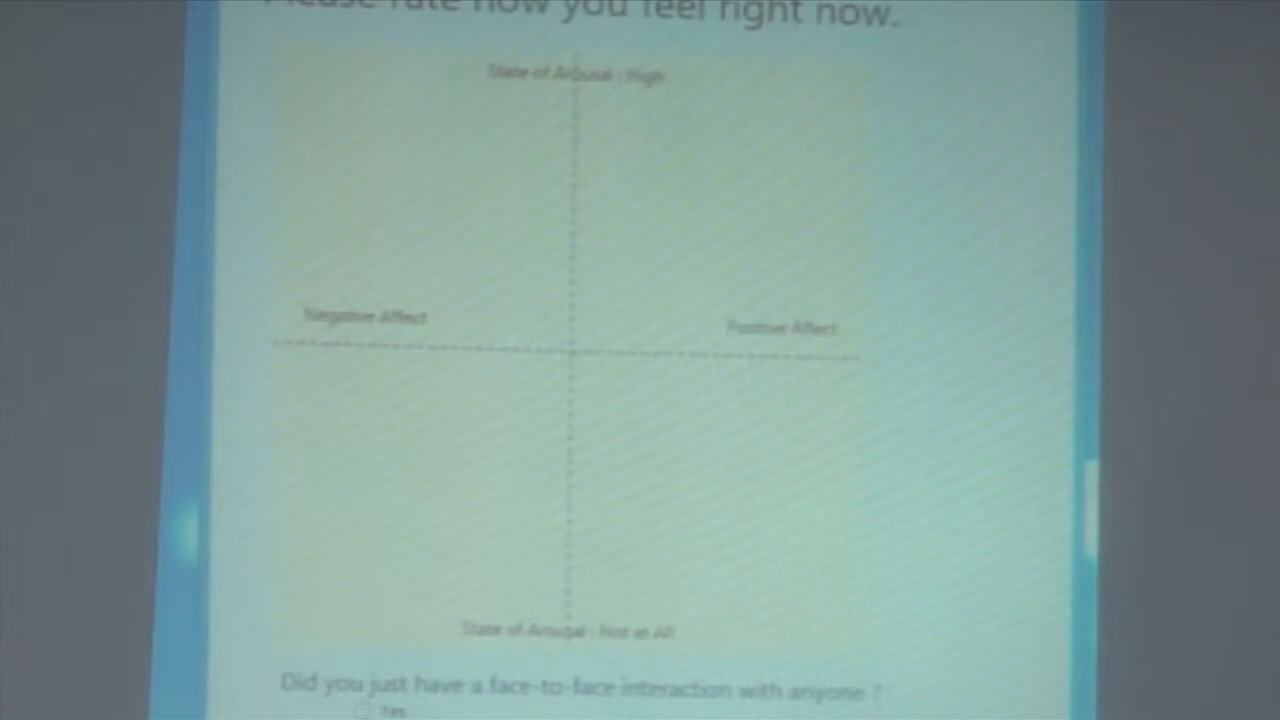 Please rate how you feel right now.
State of Arousal : High
Negative Affect
Positive Affect
State of Arousal : Not at All
Did you just have a face-to-face interaction with anyone ?
Yes